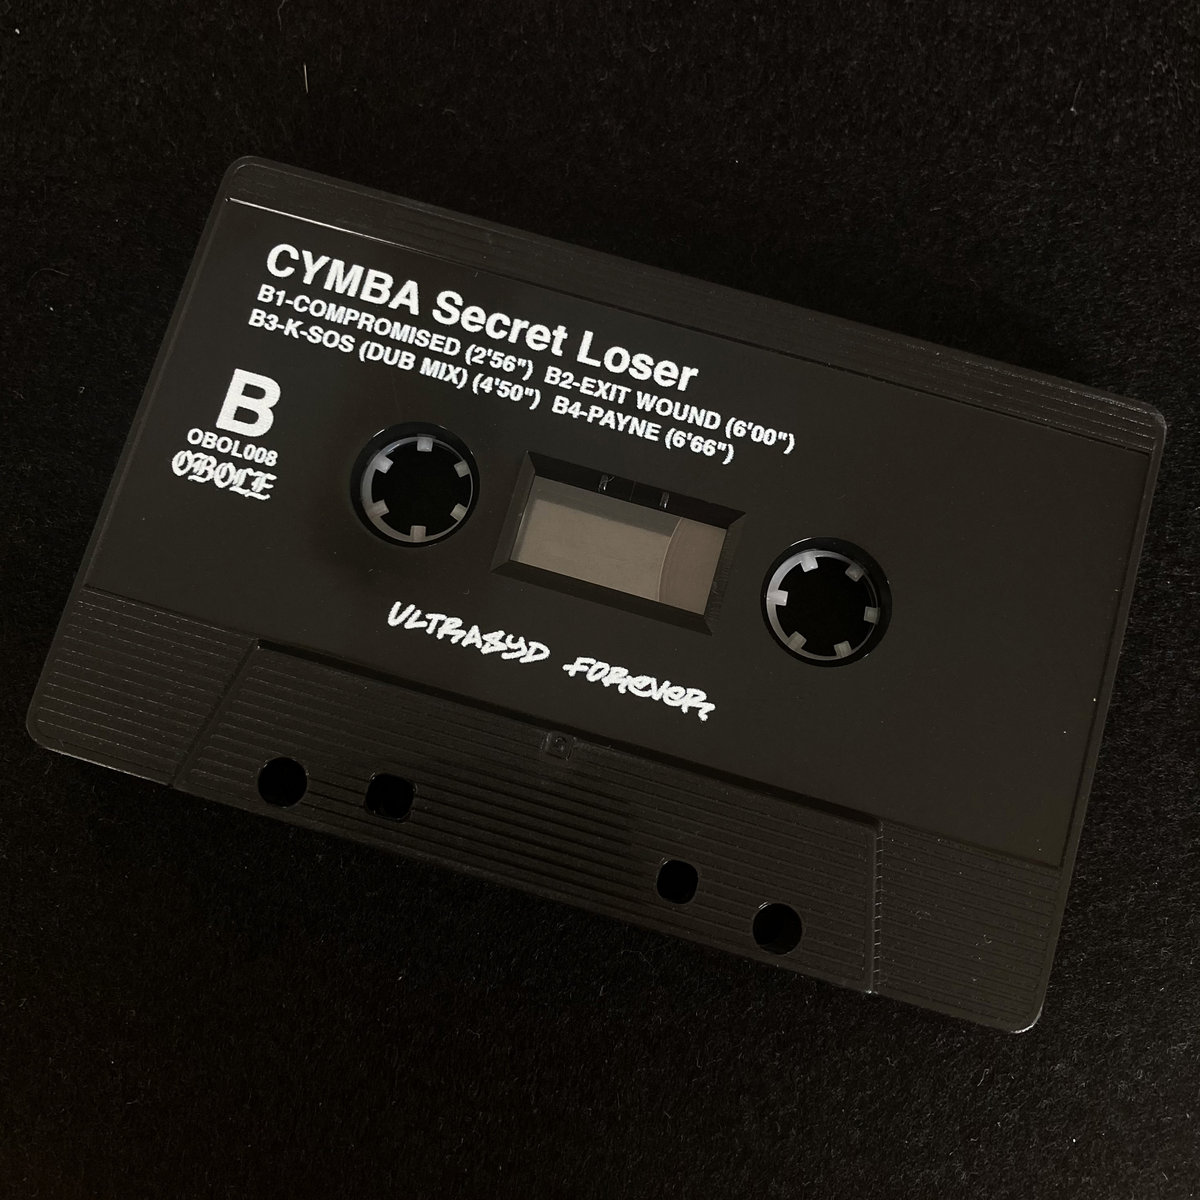 CYMBA Secret Loser
B1-COMPROMISED (2'56") B2-EXIT WOUND (6'00")
B3-K-SOS (DUB MIX) (4'50") B4-PAYNE (6'66")
B
OBOL008
OBOLE
ULTRASYD FOREVER